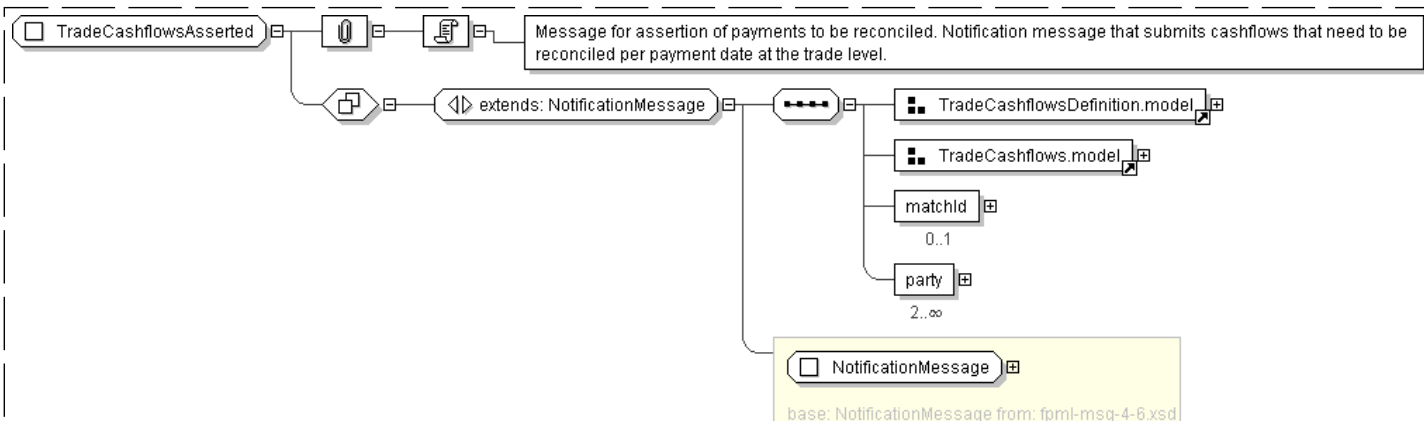 TradeCashflowsAsserted
Message for assertion of payments to be reconciled. Notification message that submits cashflows that need to be
reconciled per payment date at the trade level.
extends: NotificationMessage
TradeCashflowsDefinition.model
TradeCashflows.model
matchId
0..1
party
2..∞
NotificationMessage
base: NotificationMessage from: fpml-msg-4-6.xsd